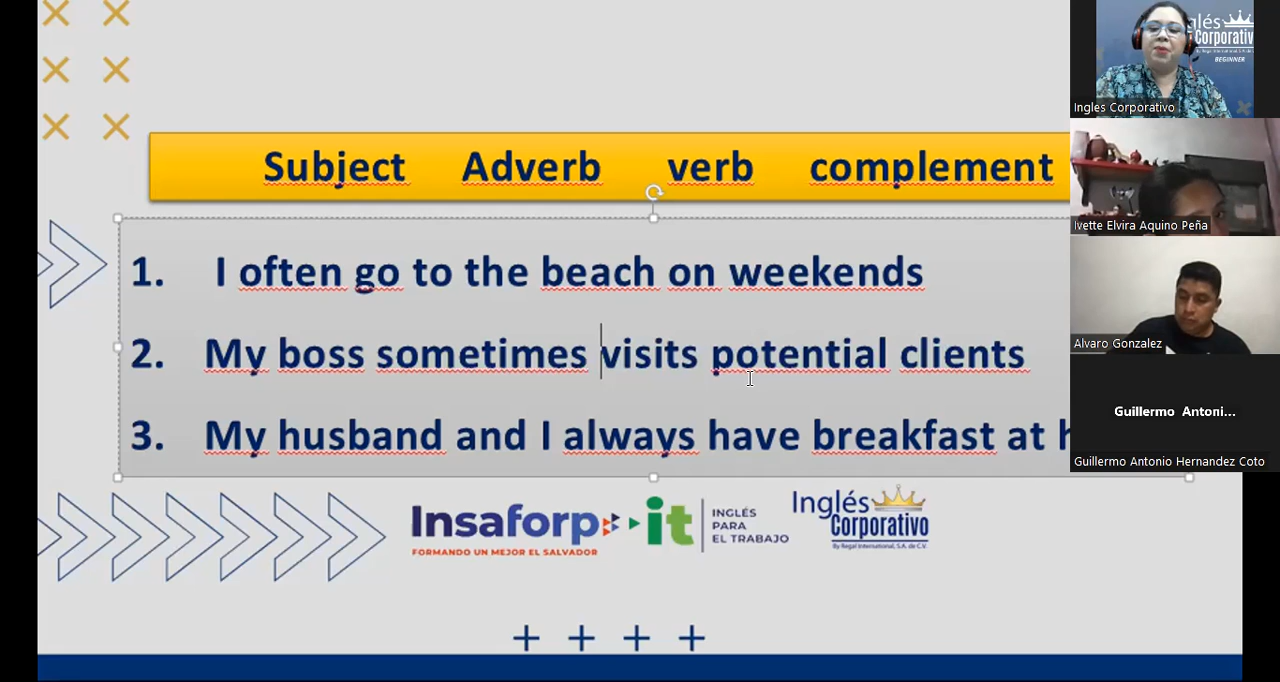 Subject Adverb verb complement
1. I often go to the beach on weekends
2. My boss sometimes visits potential clients
3. My husband and I always have breakfast at
Insaforp
FORMANDO UN MEJOR EL SALVADOR
it
INGLÉS
PARA
EL TRABAJO
Inglés
Corporativo
By Regal International, S.A. de C.V.
glés
Corporativ
BEGINNER
Ingles Corporativo
Ivette Elvira Aquino Peña
Alvaro Gonzalez
Guillermo Antoni...
Guillermo Antonio Hernandez Coto